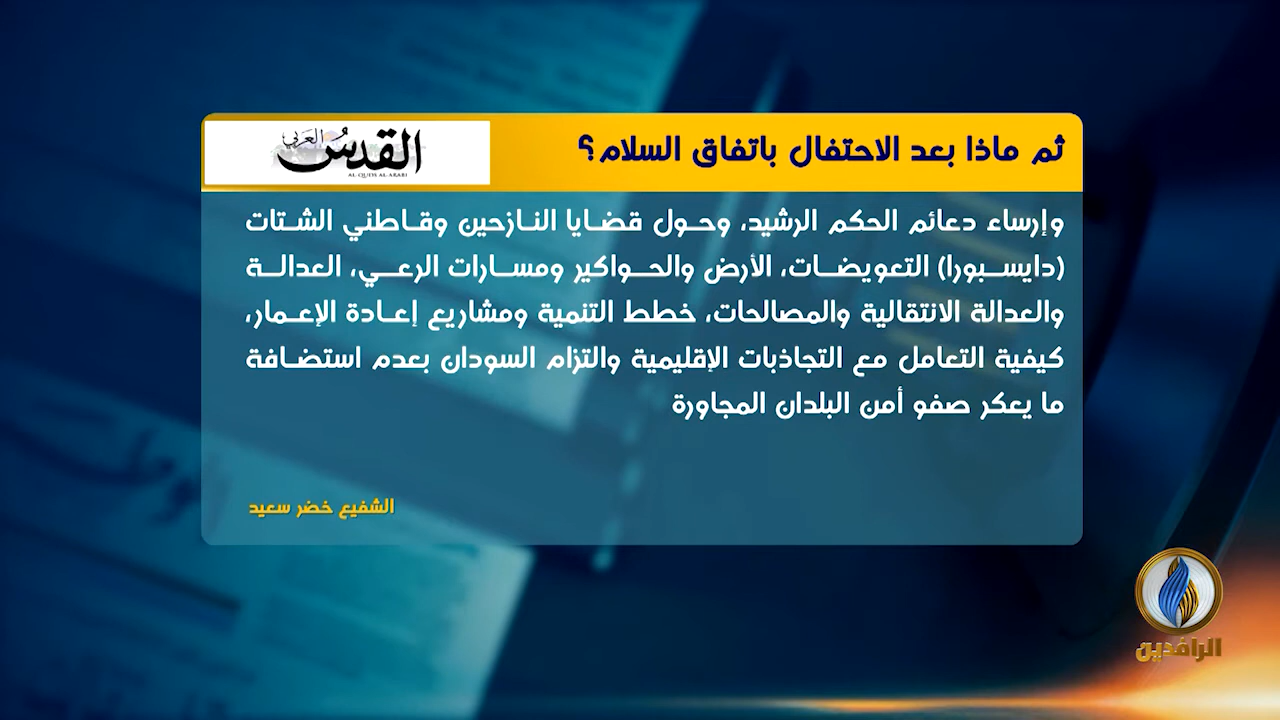 ثم ماذا بعد الاحتفال باتفاق السلام؟
القدس العربي
AL-QUDS AL-ARABI
وإرساء دعائم الحكم الرشيد، وحول قضايا النازحين وقاطني الشتات
(دايسبورا) التعويضات، الأرض والحواكير ومسارات الرعي، العدالة
والعدالة الانتقالية والمصالحات، خطط التنمية ومشاريع إعادة الإعمار،
كيفية التعامل مع التجاذبات الإقليمية والتزام السودان بعدم استضافة
ما يعكر صفو أمن البلدان المجاورة
الشفيع خضر سعيد
الرافدين